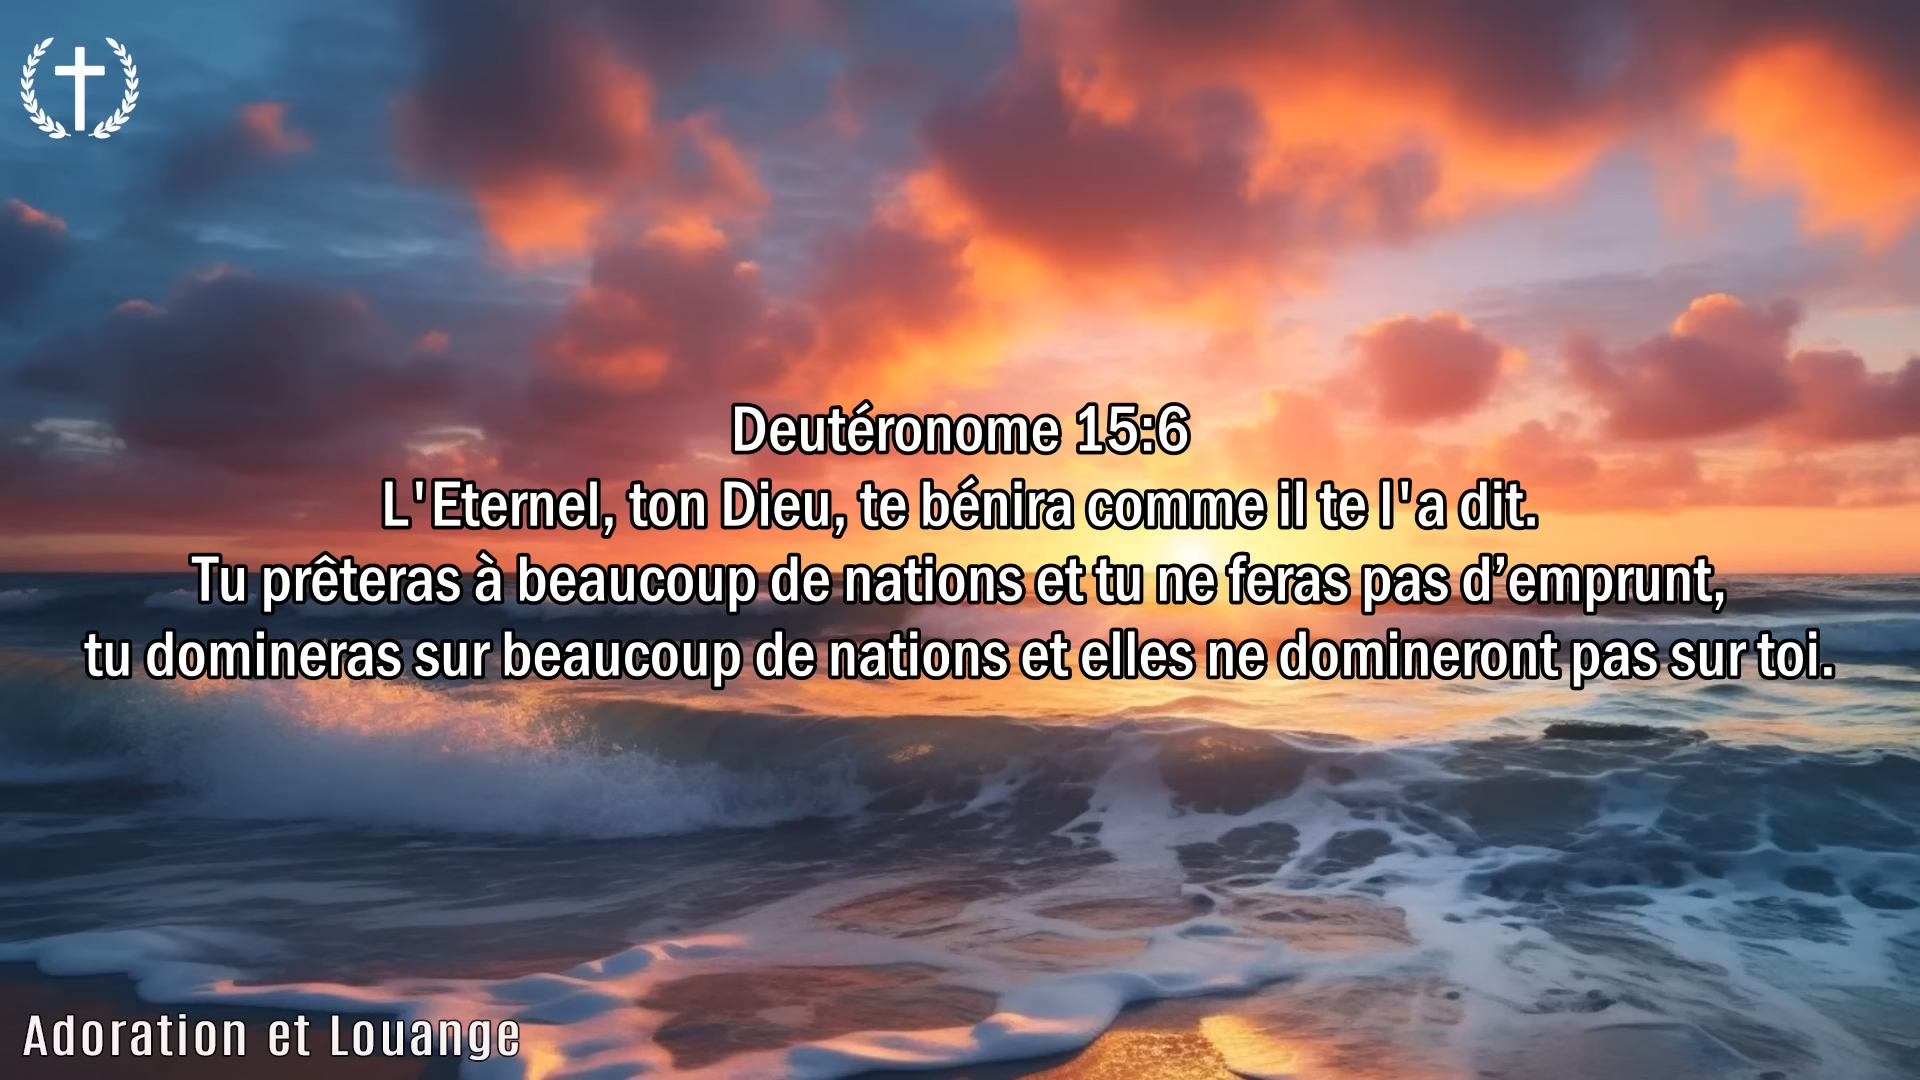 Deutéronome 15:6
L'Eternel, ton Dieu, te bénira comme il te l'a dit.
Tu prêteras à beaucoup de nations et tu ne feras pas d’emprunt,
tu domineras sur beaucoup de nations et elles ne domineront pas sur toi.
Adoration et Louange